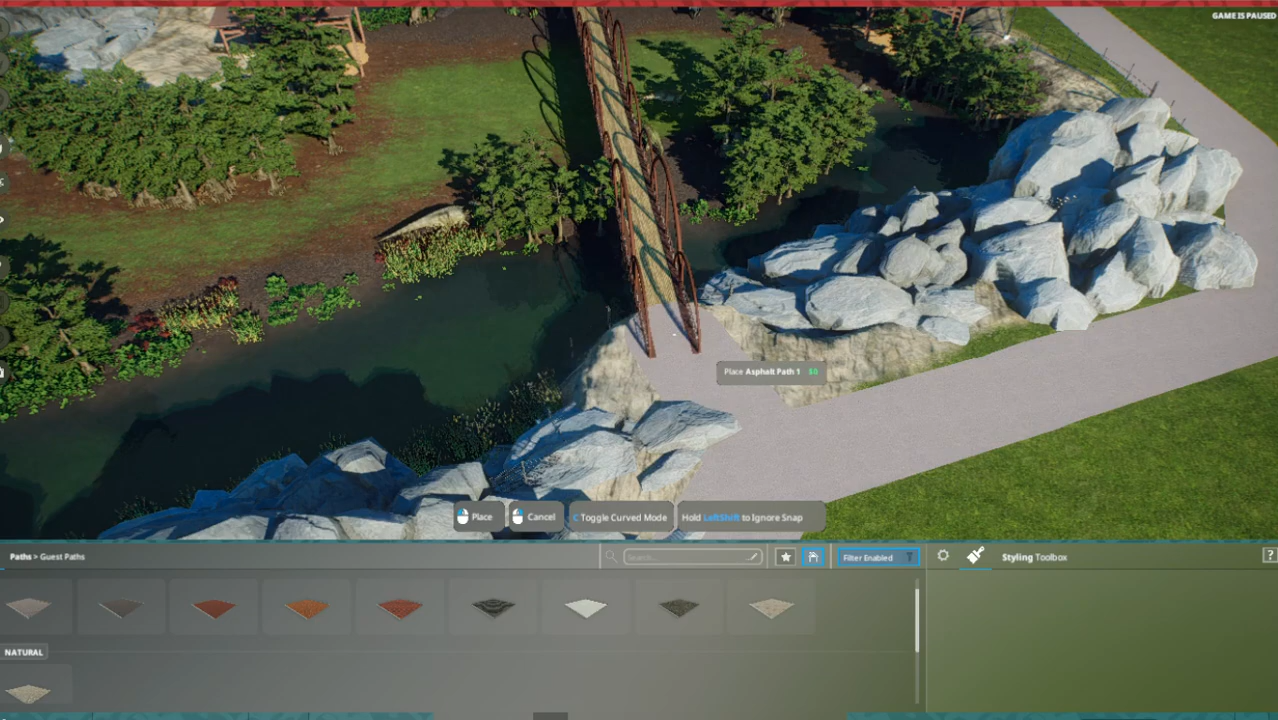 GAME IS PAUSED
Place Asphalt Path 1 $0
Place
Cancel
C Toggle Curved Mode
Hold LeftShift to Ignore Snap
Paths > Guest Paths
Search...
Filter Enabled
Styling Toolbox
?
NATURAL